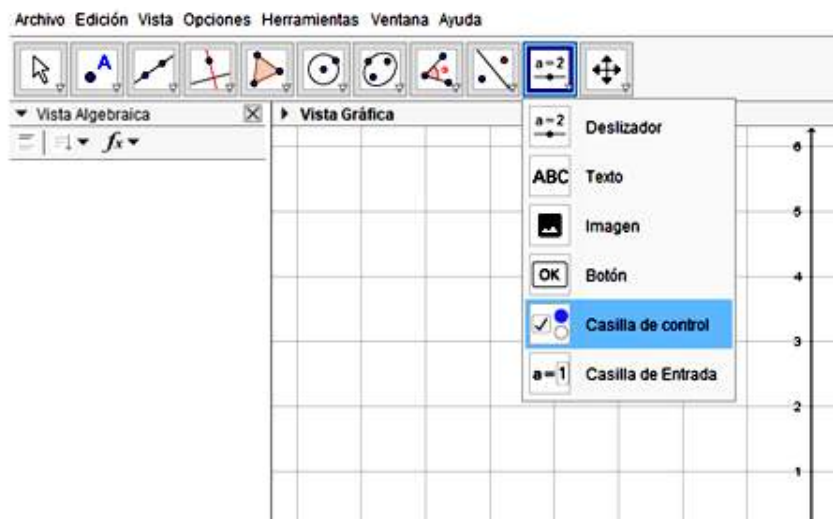 Archivo Edición Vista Opciones Herramientas Ventana Ayuda
A
a=2
Vista Algebraica
Vista Gráfica
fx
a=2 Deslizador
ABC Texto
Imagen
OK Botón
Casilla de control
a=1 Casilla de Entrada
6
5
4
3
2
1